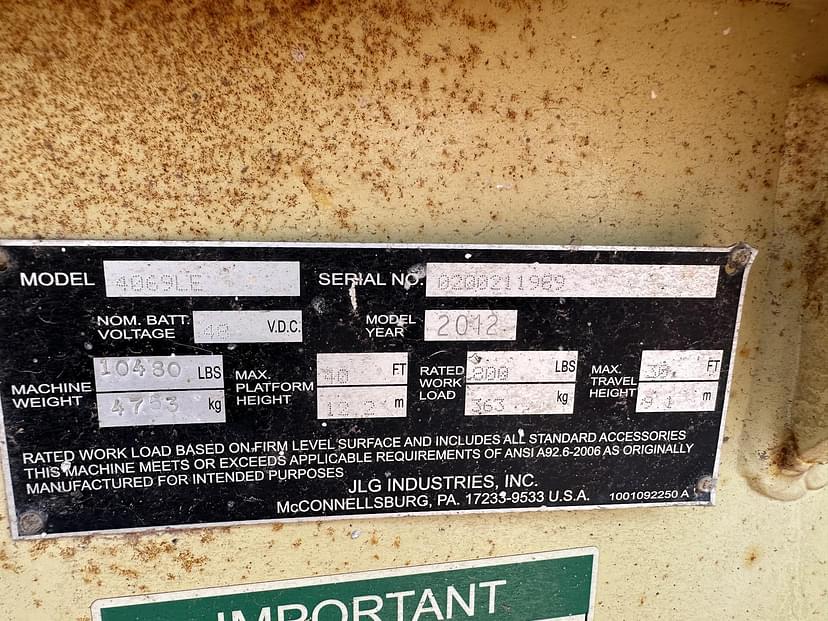 MODEL 4069LE SERIAL NO. 0200211989
NOM. BATT. VOLTAGE 48 V.D.C. MODEL YEAR 2012
MACHINE WEIGHT 10480 LBS 4753 kg MAX. PLATFORM HEIGHT 40 FT 12.2 m RATED WORK LOAD 800 LBS 363 kg MAX. TRAVEL HEIGHT 30 FT 9.1 m
RATED WORK LOAD BASED ON FIRM LEVEL SURFACE AND INCLUDES ALL STANDARD ACCESSORIES
THIS MACHINE MEETS OR EXCEEDS APPLICABLE REQUIREMENTS OF ANSI A92.6-2006 AS ORIGINALLY
MANUFACTURED FOR INTENDED PURPOSES
JLG INDUSTRIES, INC.
McCONNELLSBURG, PA. 17233-9533 U.S.A. 1001092250 A
IMPORTANT